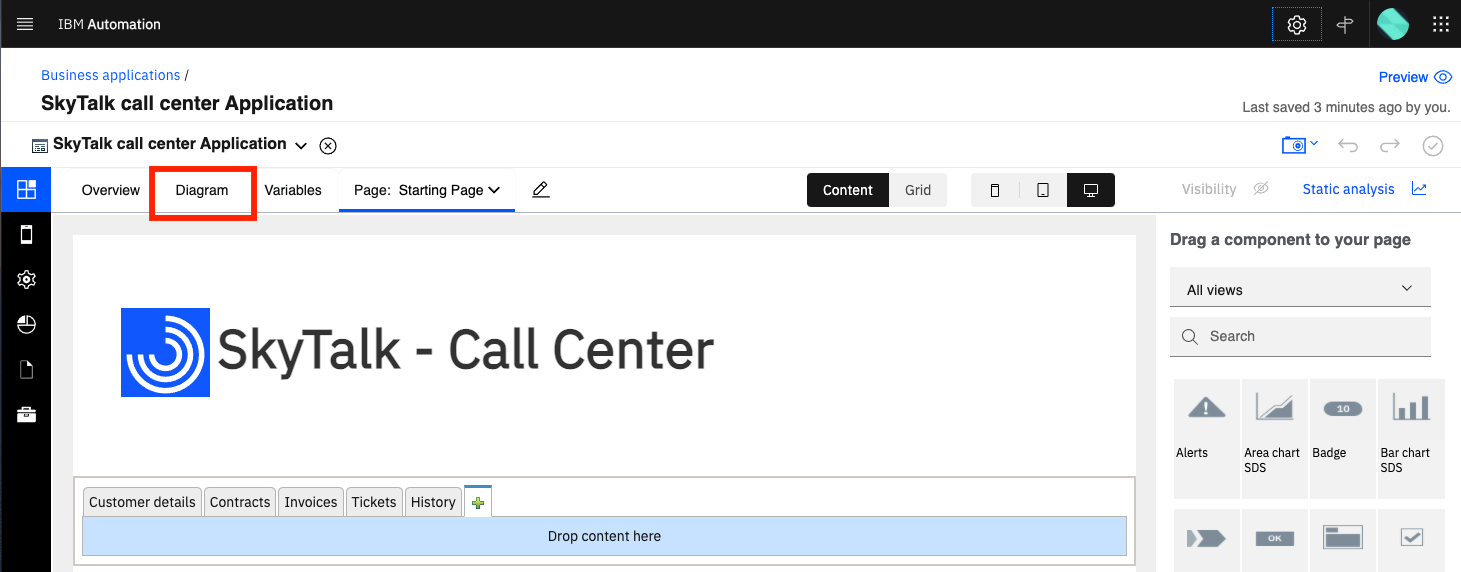 IBM Automation
Business applications /
Preview
SkyTalk call center Application
Last saved 3 minutes ago by you.
SkyTalk call center Application
Overview Diagram Variables Page: Starting Page Content Grid Visibility Static analysis
Drag a component to your page
All views
Search
SkyTalk - Call Center
10
Alerts Area chart SDS Badge Bar chart SDS
Customer details Contracts Invoices Tickets History
Drop content here
OK